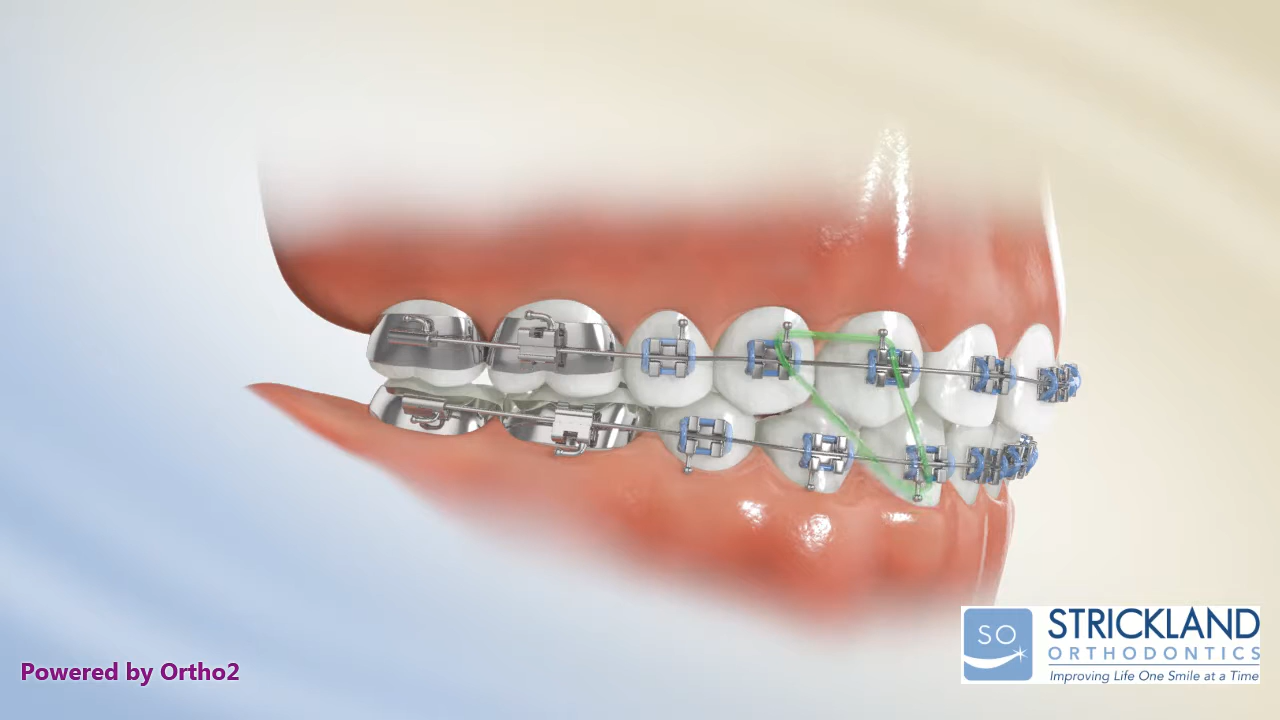 SO
STRICKLAND
ORTHODONTICS
Improving Life One Smile at a Time
Powered by Ortho2